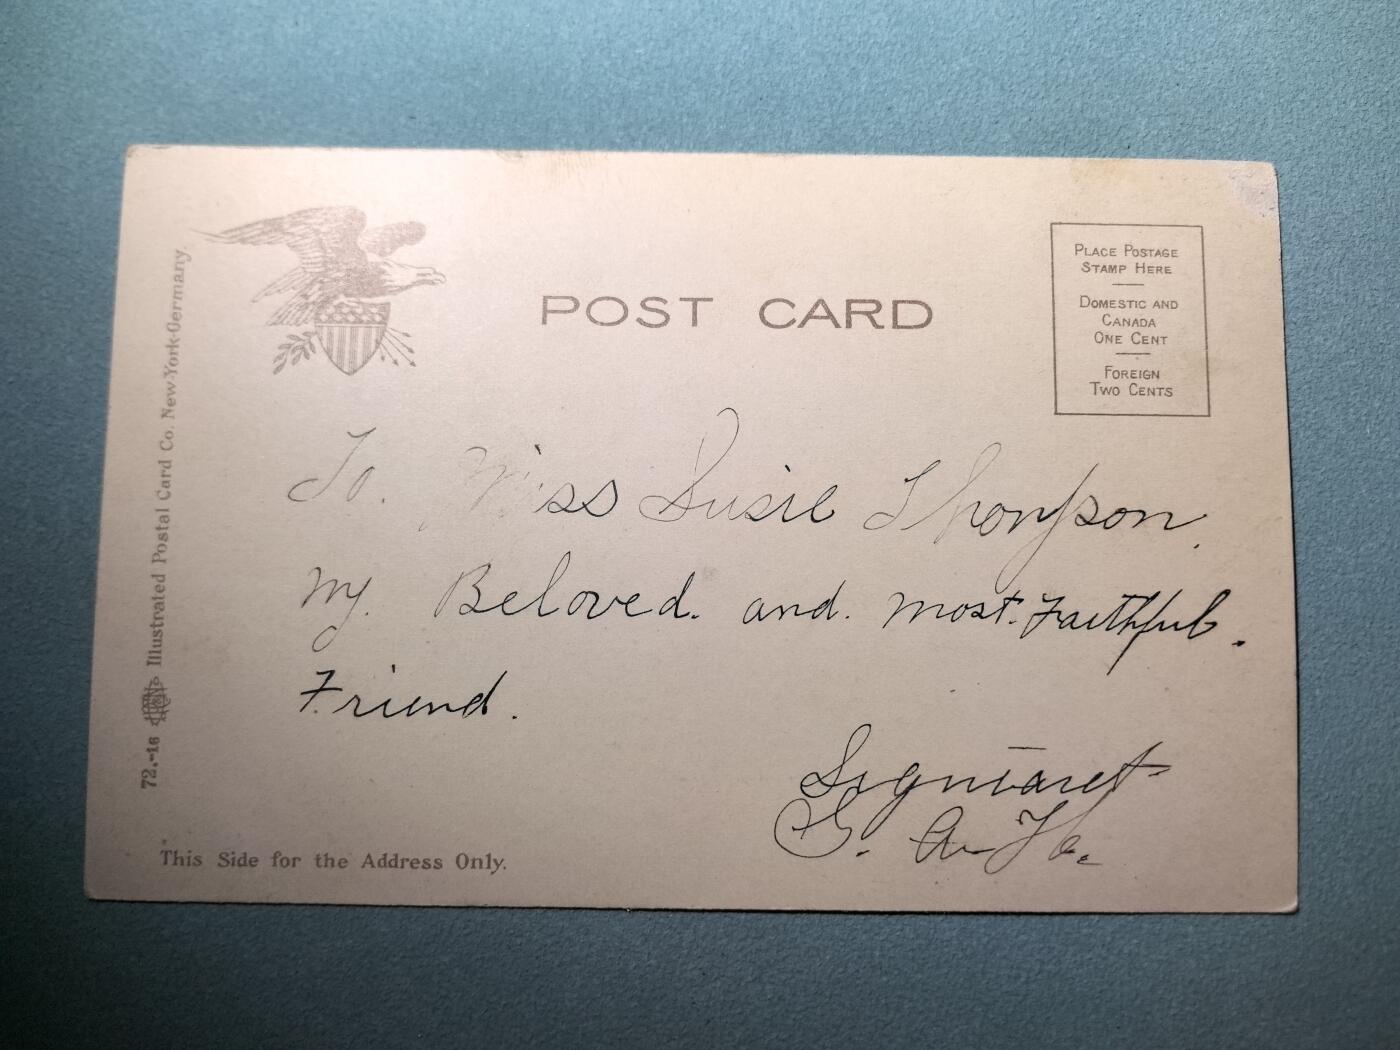 POST CARD
PLACE POSTAGE
STAMP HERE
DOMESTIC AND
CANADA
ONE CENT
FOREIGN
TWO CENTS
72.-16 Illustrated Postal Card Co. New York-Germany.
To. Miss Susie Thompson.
My. Beloved. and. most. Faithful.
Friend.
G. A. H.
This Side for the Address Only.